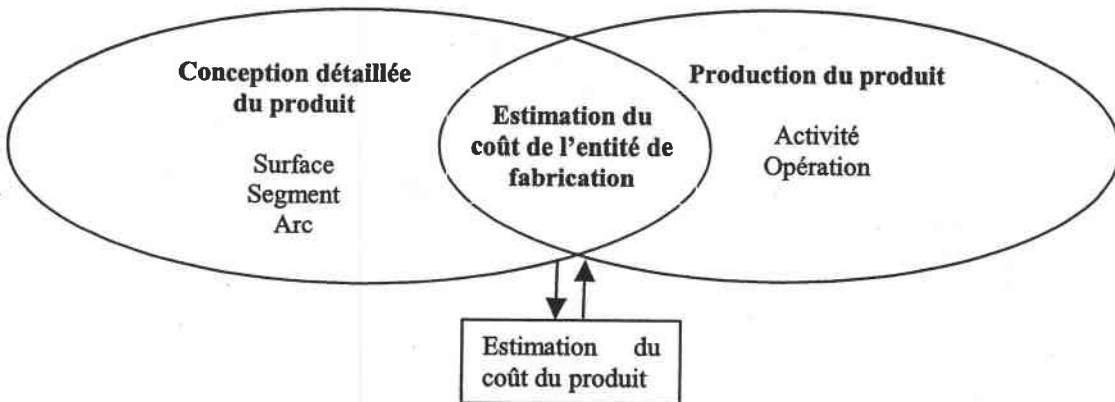 Conception détaillée
du produit
Surface
Segment
Arc
Estimation du
coût de l'entité de
fabrication
Production du produit
Activité
Opération
Estimation du
coût du produit